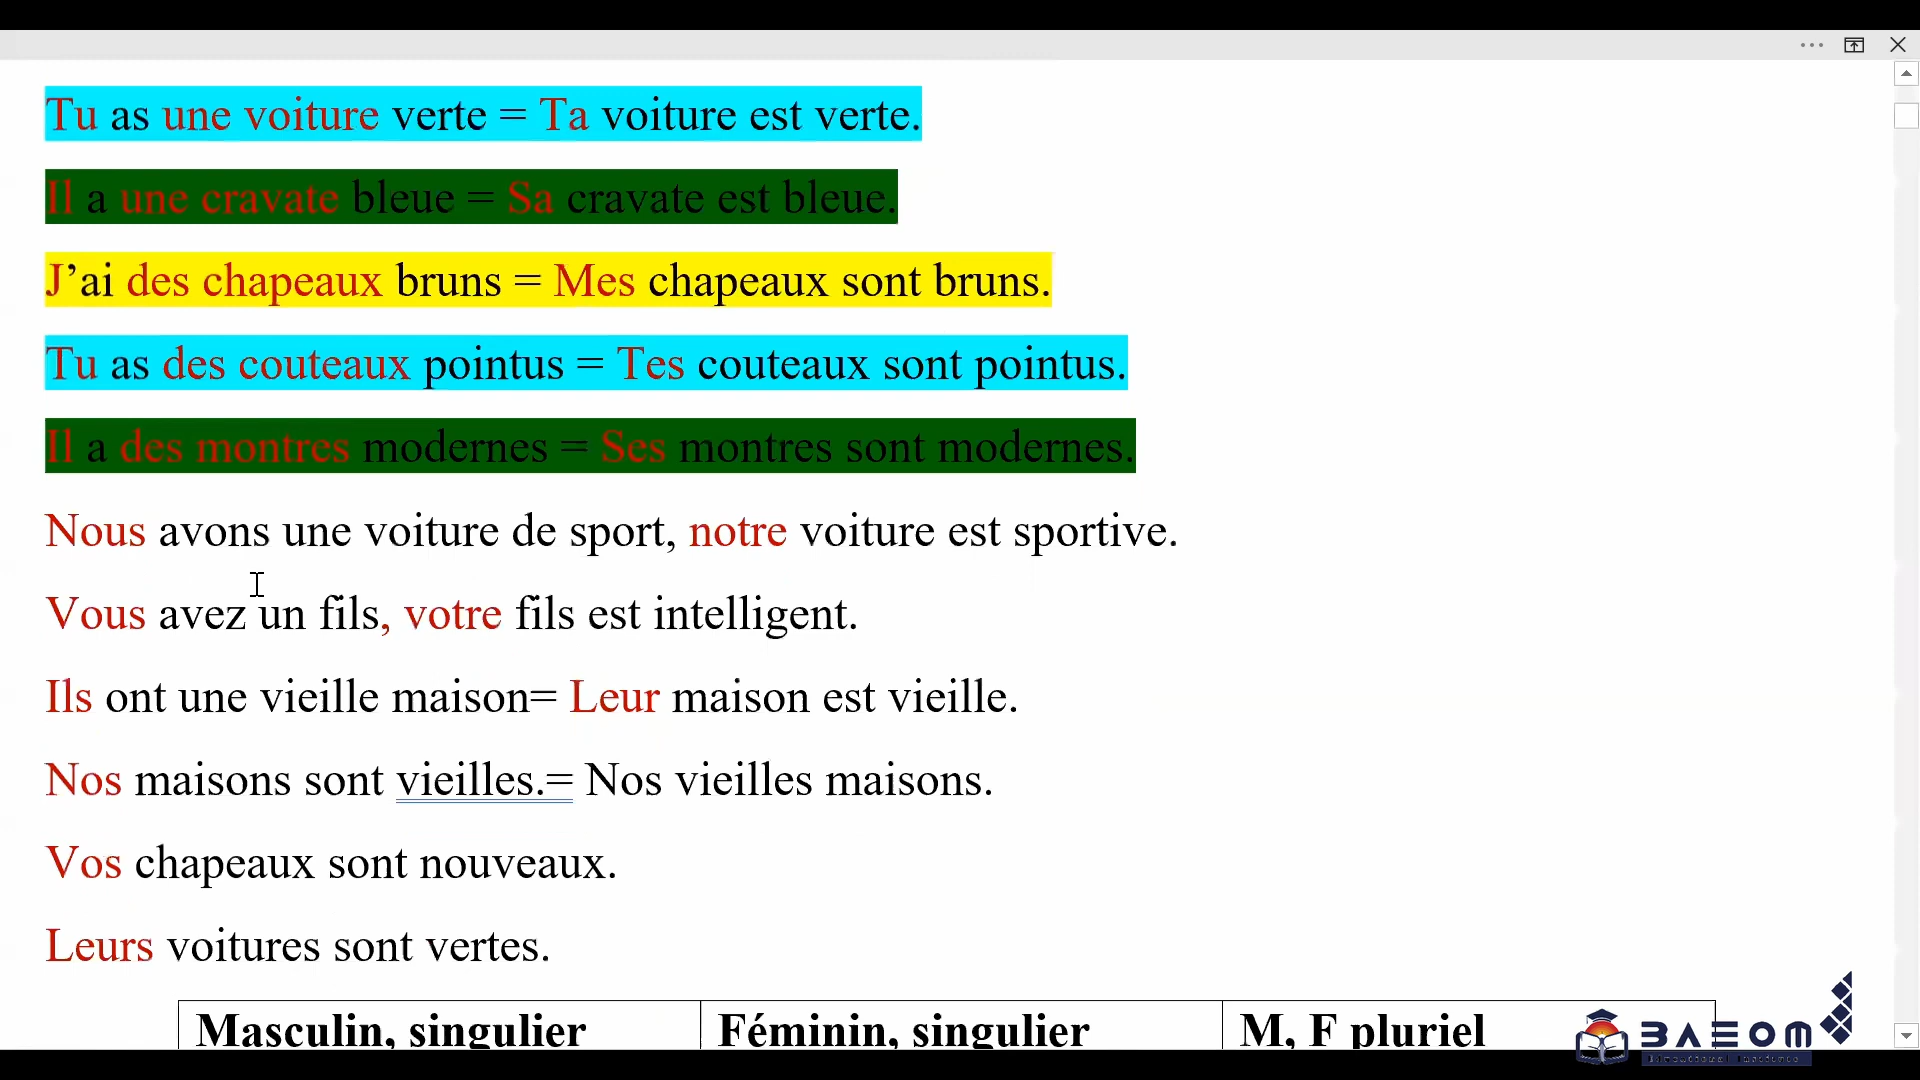 Tu as une voiture verte = Ta voiture est verte.
Il a une cravate bleue = Sa cravate est bleue.
J’ai des chapeaux bruns = Mes chapeaux sont bruns.
Tu as des couteaux pointus = Tes couteaux sont pointus.
Il a des montres modernes = Ses montres sont modernes.
Nous avons une voiture de sport, notre voiture est sportive.
Vous avez un fils, votre fils est intelligent.
Ils ont une vieille maison= Leur maison est vieille.
Nos maisons sont vieilles.= Nos vieilles maisons.
Vos chapeaux sont nouveaux.
Leurs voitures sont vertes.
Masculin, singulier Féminin, singulier M, F pluriel
Educational Institute